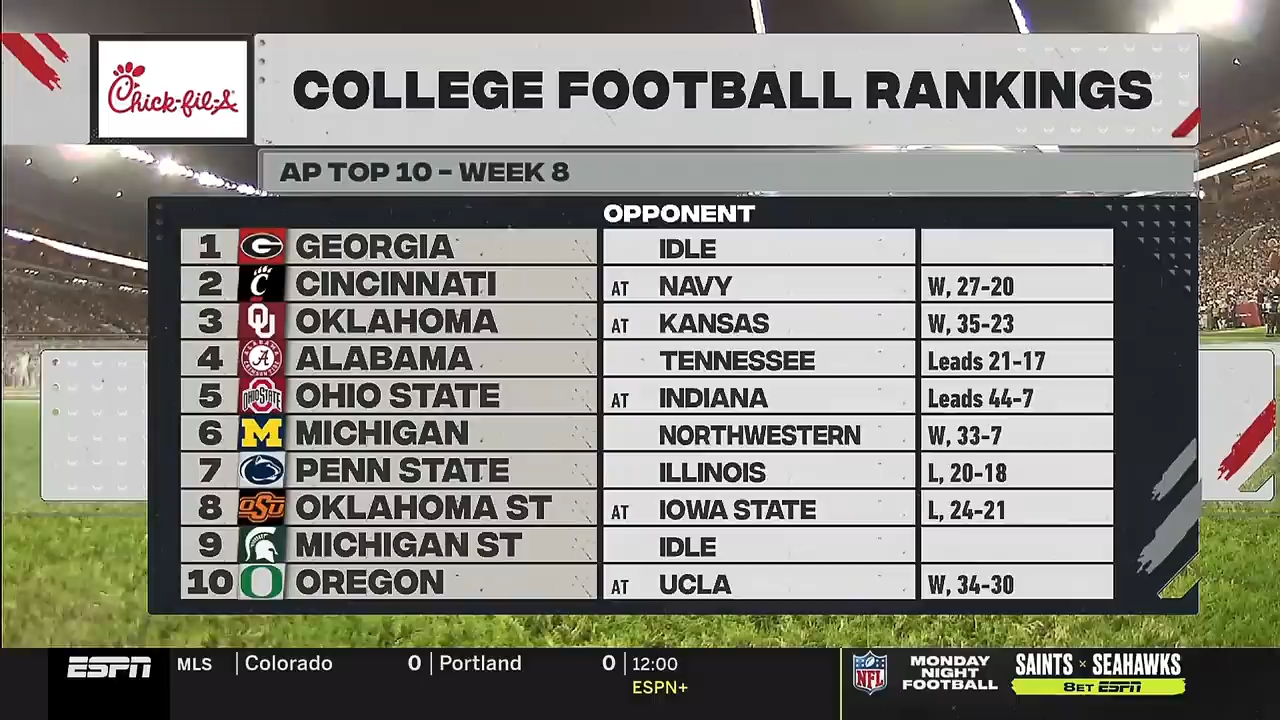 Chick-fil-A
COLLEGE FOOTBALL RANKINGS
AP TOP 10 – WEEK 8
OPPONENT
1 GEORGIA IDLE
2 CINCINNATI AT NAVY W, 27-20
3 OKLAHOMA AT KANSAS W, 35-23
4 ALABAMA TENNESSEE Leads 21-17
5 OHIO STATE AT INDIANA Leads 44-7
6 MICHIGAN NORTHWESTERN W, 33-7
7 PENN STATE ILLINOIS L, 20-18
8 OKLAHOMA ST AT IOWA STATE L, 24-21
9 MICHIGAN ST IDLE
10 OREGON AT UCLA W, 34-30
ESPN MLS Colorado 0 Portland 0 12:00
ESPN+
NFL MONDAY NIGHT FOOTBALL SAINTS × SEAHAWKS
8ET ESPN